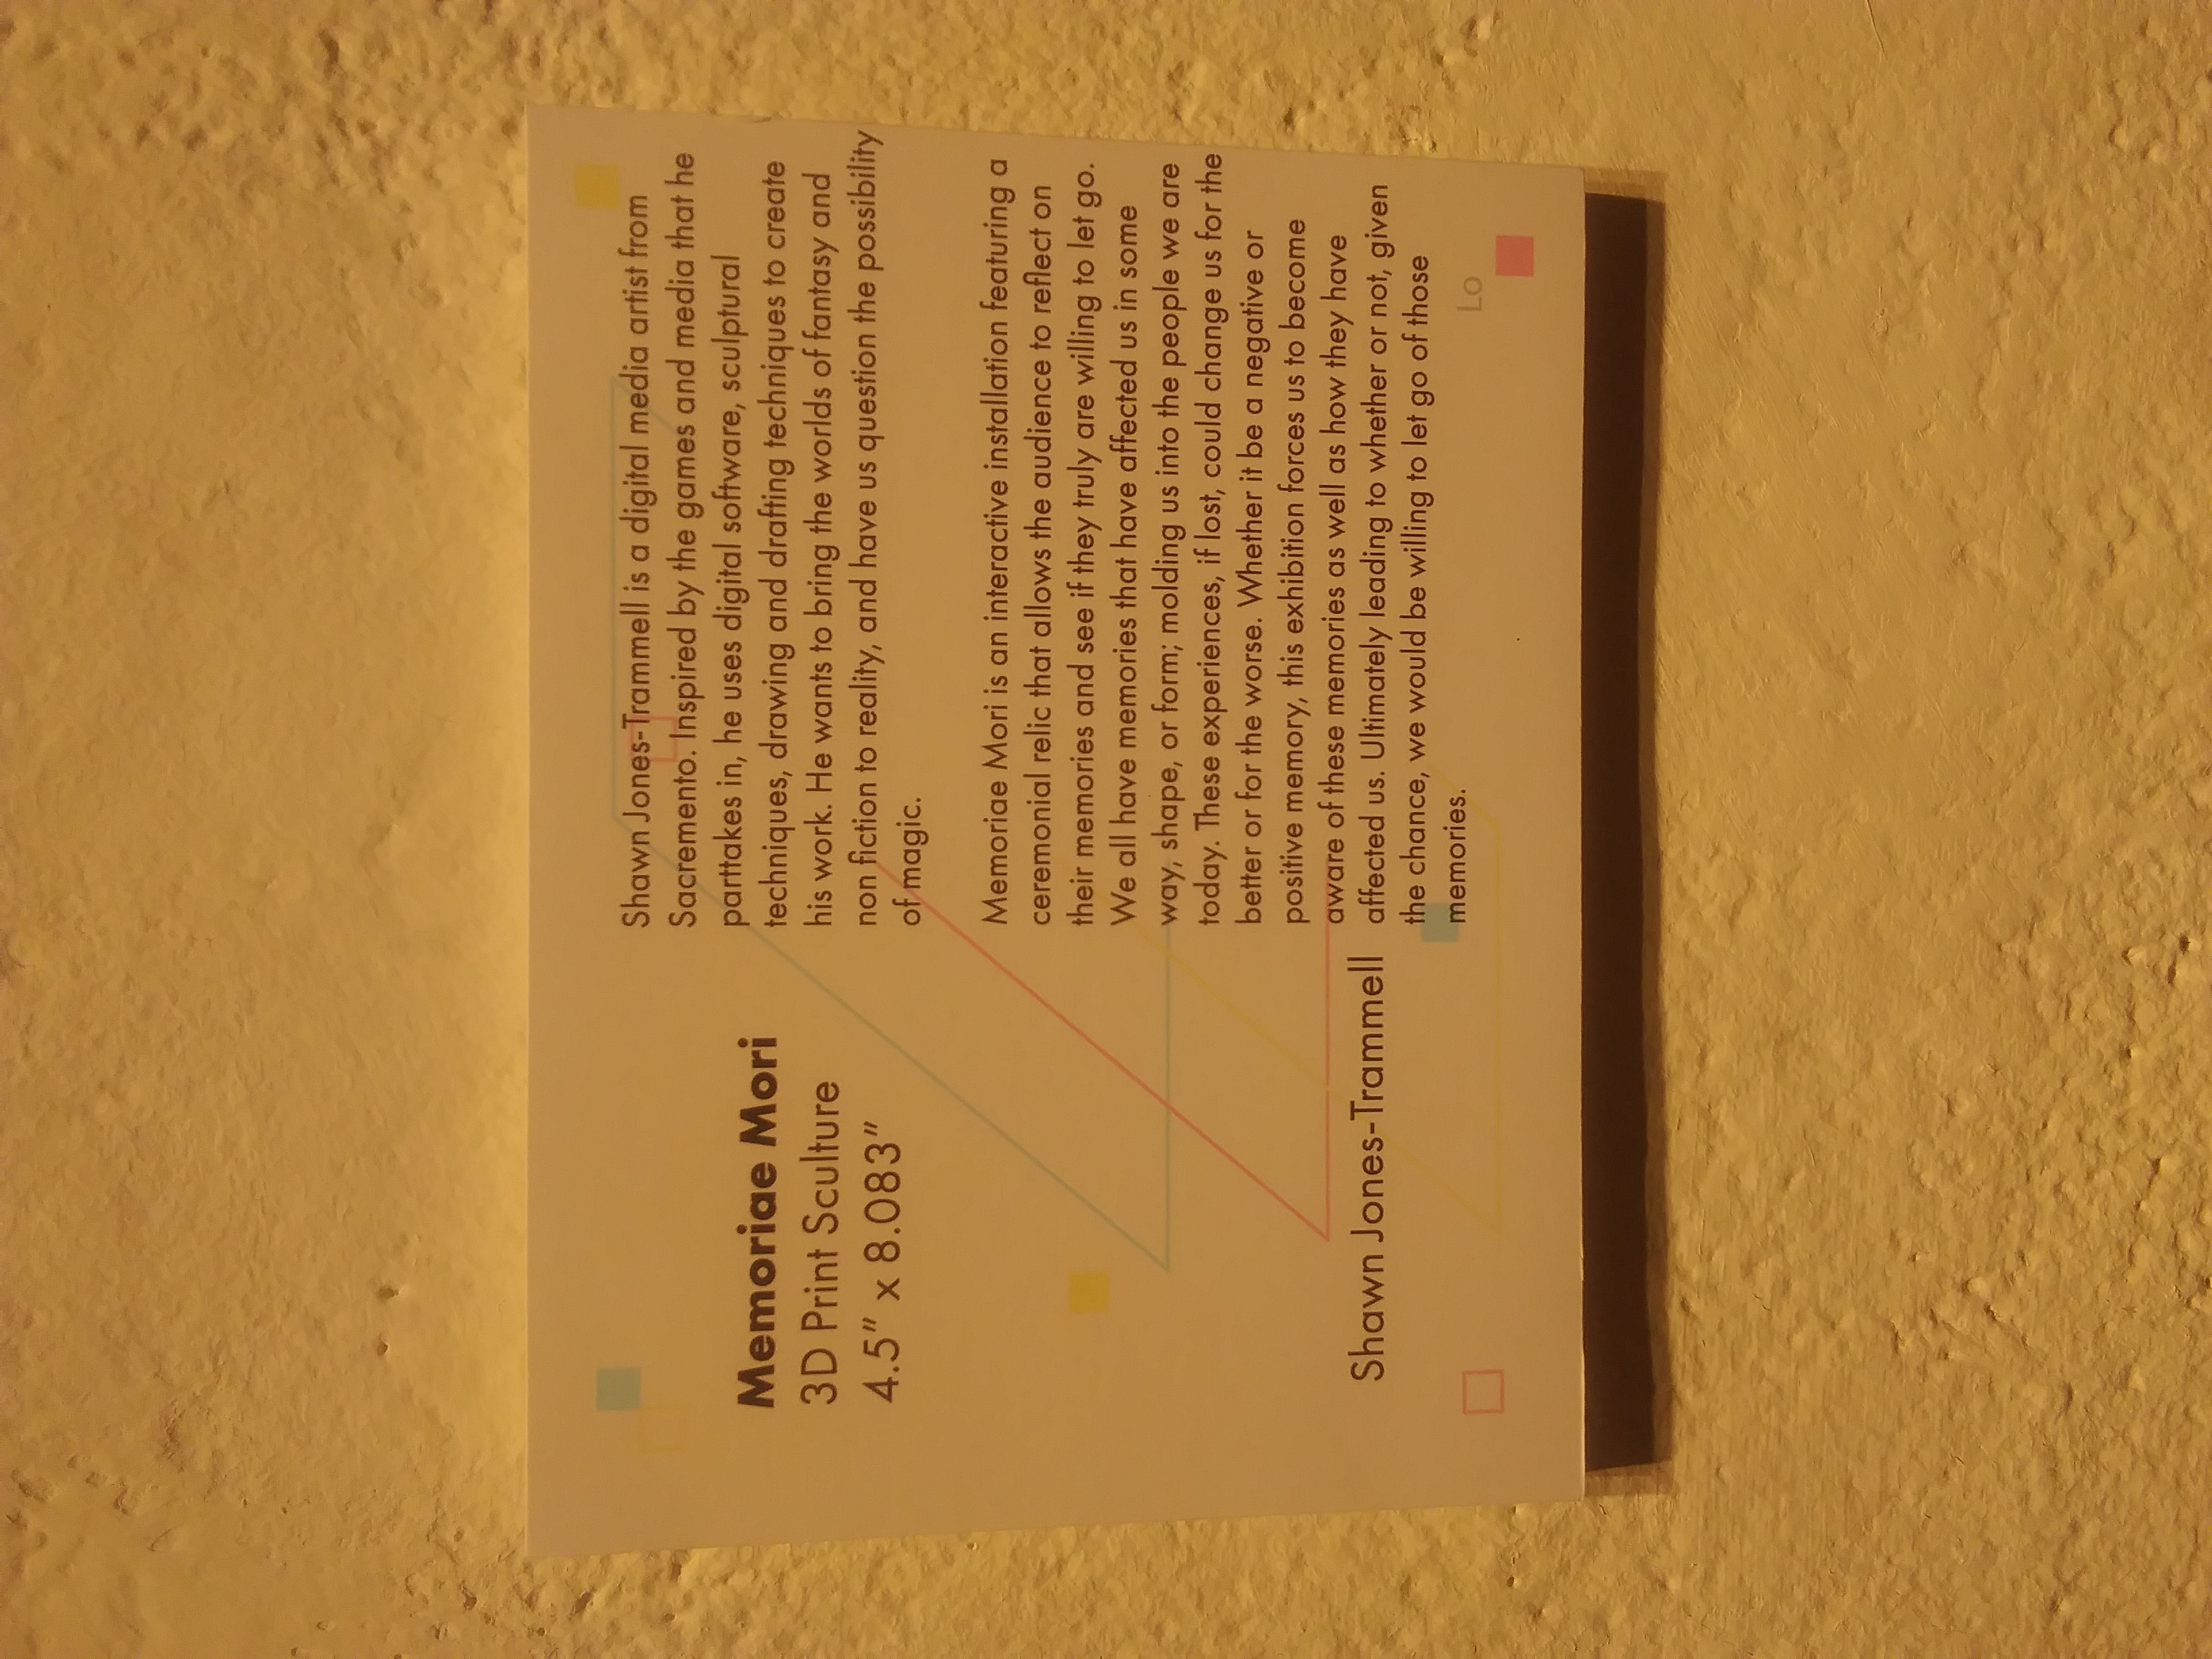 Memoriae Mori
3D Print Sculture
4.5" x 8.083"
Shawn Jones-Trammell
Shawn Jones-Trammell is a digital media artist from
Sacremento. Inspired by the games and media that he
parttakes in, he uses digital software, sculptural
techniques, drawing and drafting techniques to create
his work. He wants to bring the worlds of fantasy and
non fiction to reality, and have us question the possibility
of magic.
Memoriae Mori is an interactive installation featuring a
ceremonial relic that allows the audience to reflect on
their memories and see if they truly are willing to let go.
We all have memories that have affected us in some
way, shape, or form; molding us into the people we are
today. These experiences, if lost, could change us for the
better or for the worse. Whether it be a negative or
positive memory, this exhibition forces us to become
aware of these memories as well as how they have
affected us. Ultimately leading to whether or not, given
the chance, we would be willing to let go of those
memories.
Lo